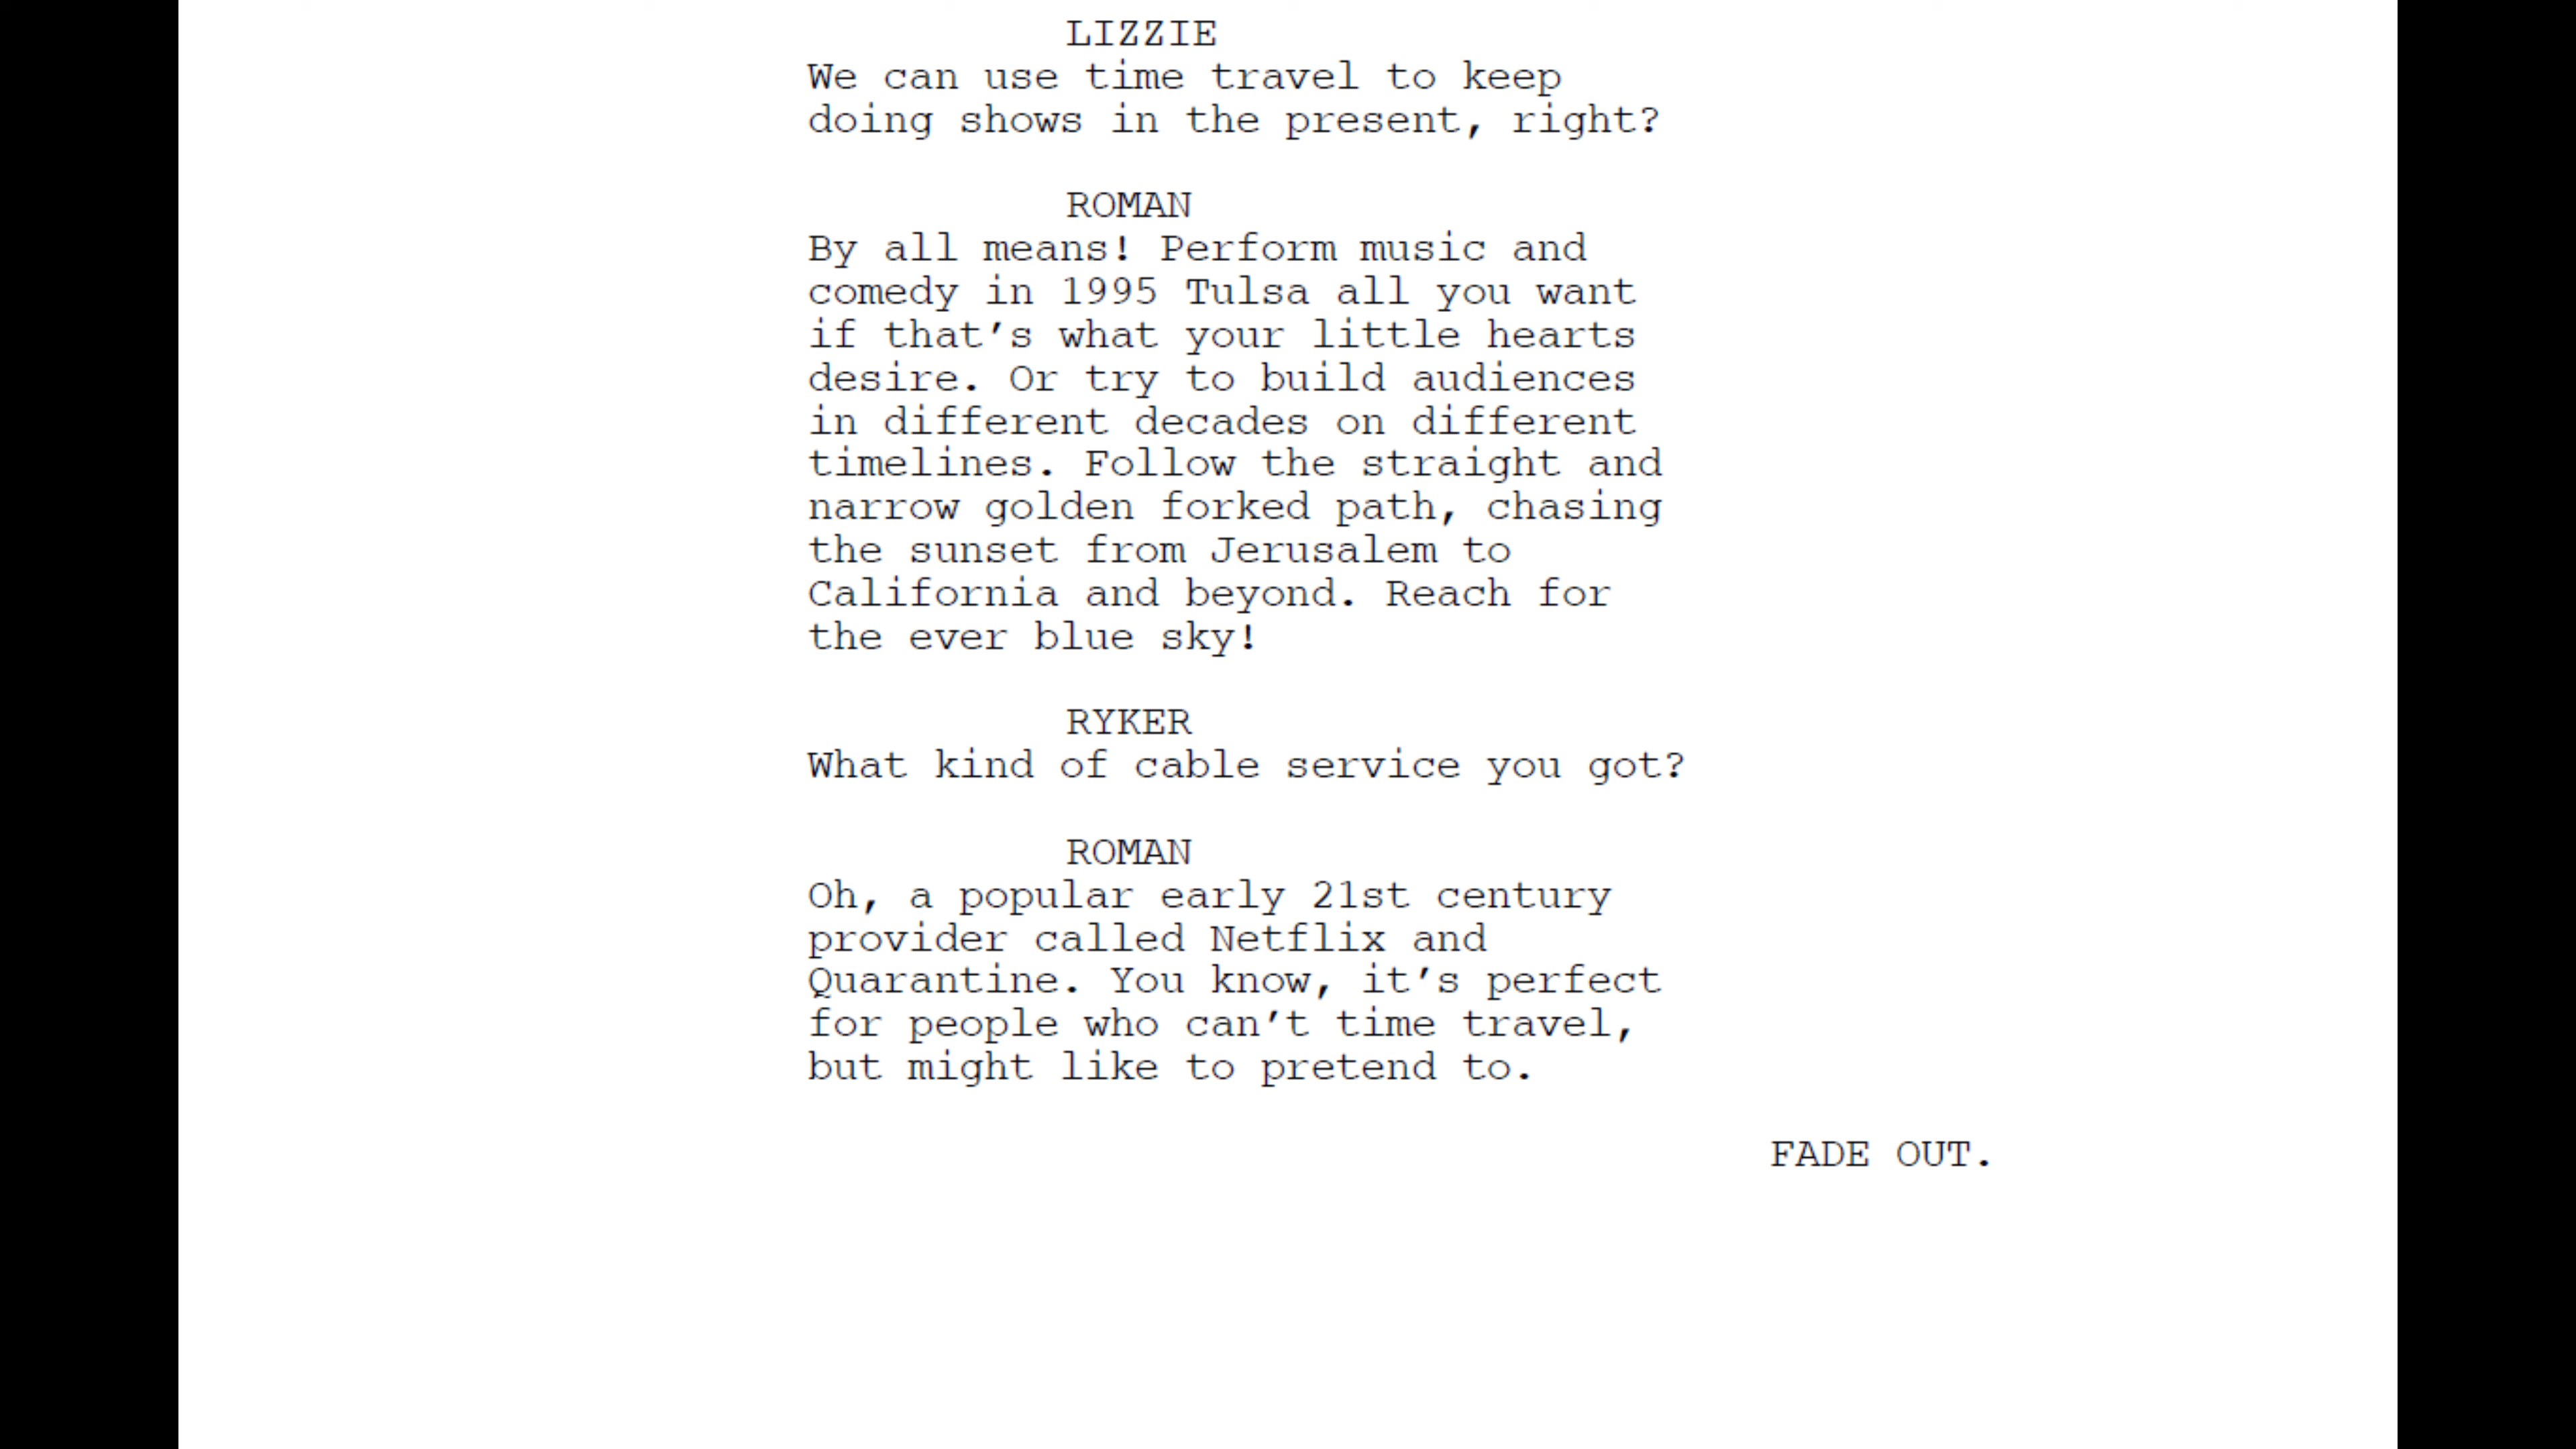 LIZZIE
We can use time travel to keep
doing shows in the present, right?
ROMAN
By all means! Perform music and
comedy in 1995 Tulsa all you want
if that’s what your little hearts
desire. Or try to build audiences
in different decades on different
timelines. Follow the straight and
narrow golden forked path, chasing
the sunset from Jerusalem to
California and beyond. Reach for
the ever blue sky!
RYKER
What kind of cable service you got?
ROMAN
Oh, a popular early 21st century
provider called Netflix and
Quarantine. You know, it’s perfect
for people who can’t time travel,
but might like to pretend to.
FADE OUT.